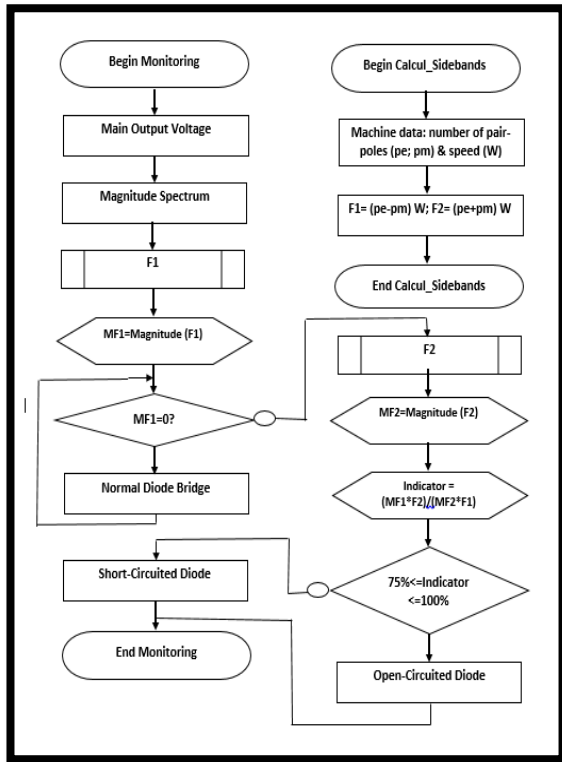 Begin Monitoring
Main Output Voltage
Magnitude Spectrum
F1
MF1=Magnitude (F1)
MF1=0?
Normal Diode Bridge
Short-Circuited Diode
End Monitoring
Begin Calcul_Sidebands
Machine data: number of pair-
poles (pe; pm) & speed (W)
F1= (pe-pm) W; F2= (pe+pm) W
End Calcul_Sidebands
F2
MF2=Magnitude (F2)
Indicator =
(MF1*F2)/(MF2*F1)
75%<=Indicator
<=100%
Open-Circuited Diode